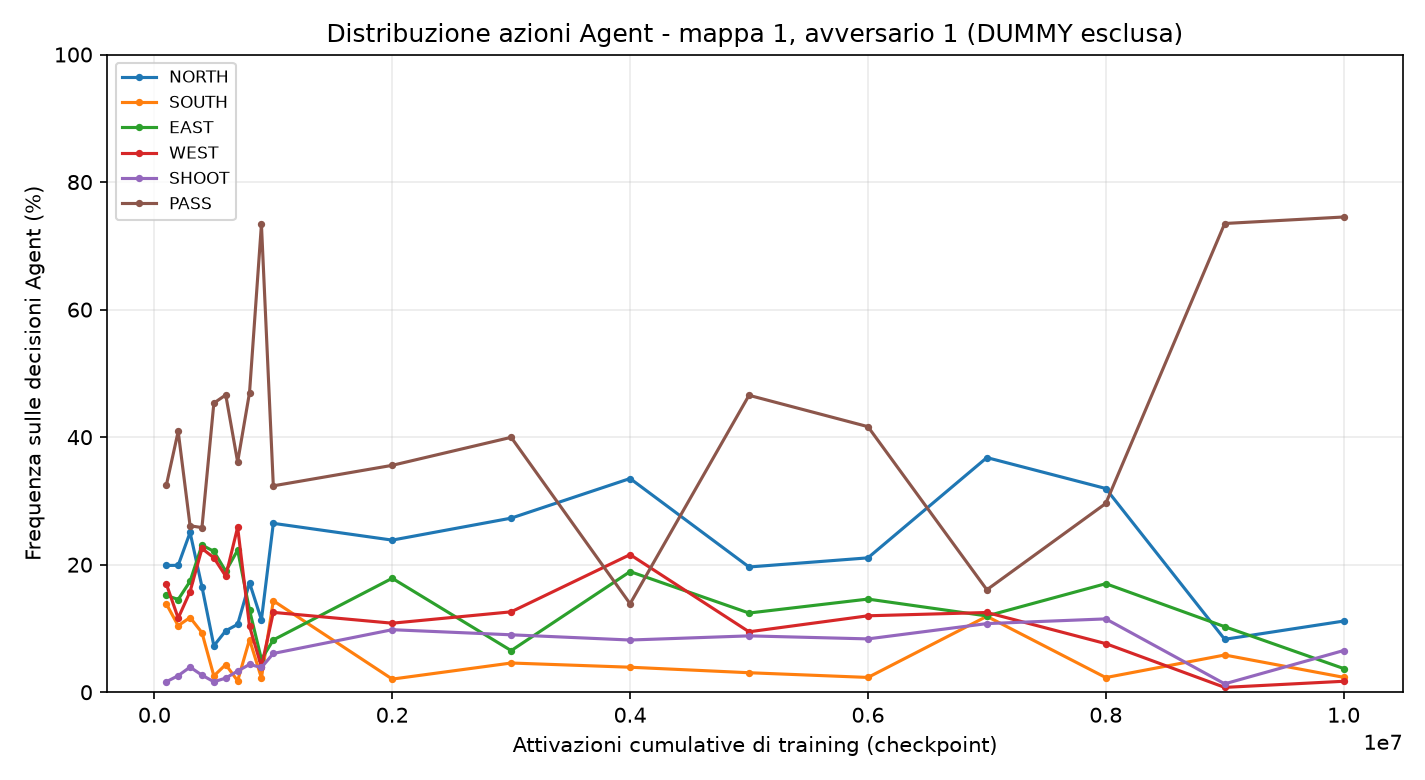 Distribuzione azioni Agent - mappa 1, avversario 1 (DUMMY esclusa)
Frequenza sulle decisioni Agent (%)
100
80
60
40
20
0
NORTH
SOUTH
EAST
WEST
SHOOT
PASS
0.0 0.2 0.4 0.6 0.8 1.0
1e7
Attivazioni cumulative di training (checkpoint)